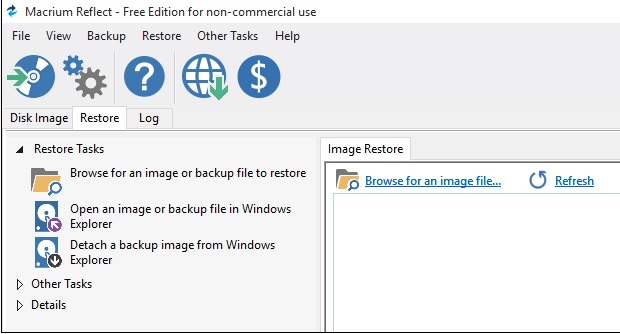 Macrium Reflect - Free Edition for non-commercial use
File View Backup Restore Other Tasks Help
? $
Disk Image Restore Log
Restore Tasks
Browse for an image or backup file to restore
Open an image or backup file in Windows
Explorer
Detach a backup image from Windows
Explorer
Other Tasks
Details
Image Restore
Browse for an image file... Refresh